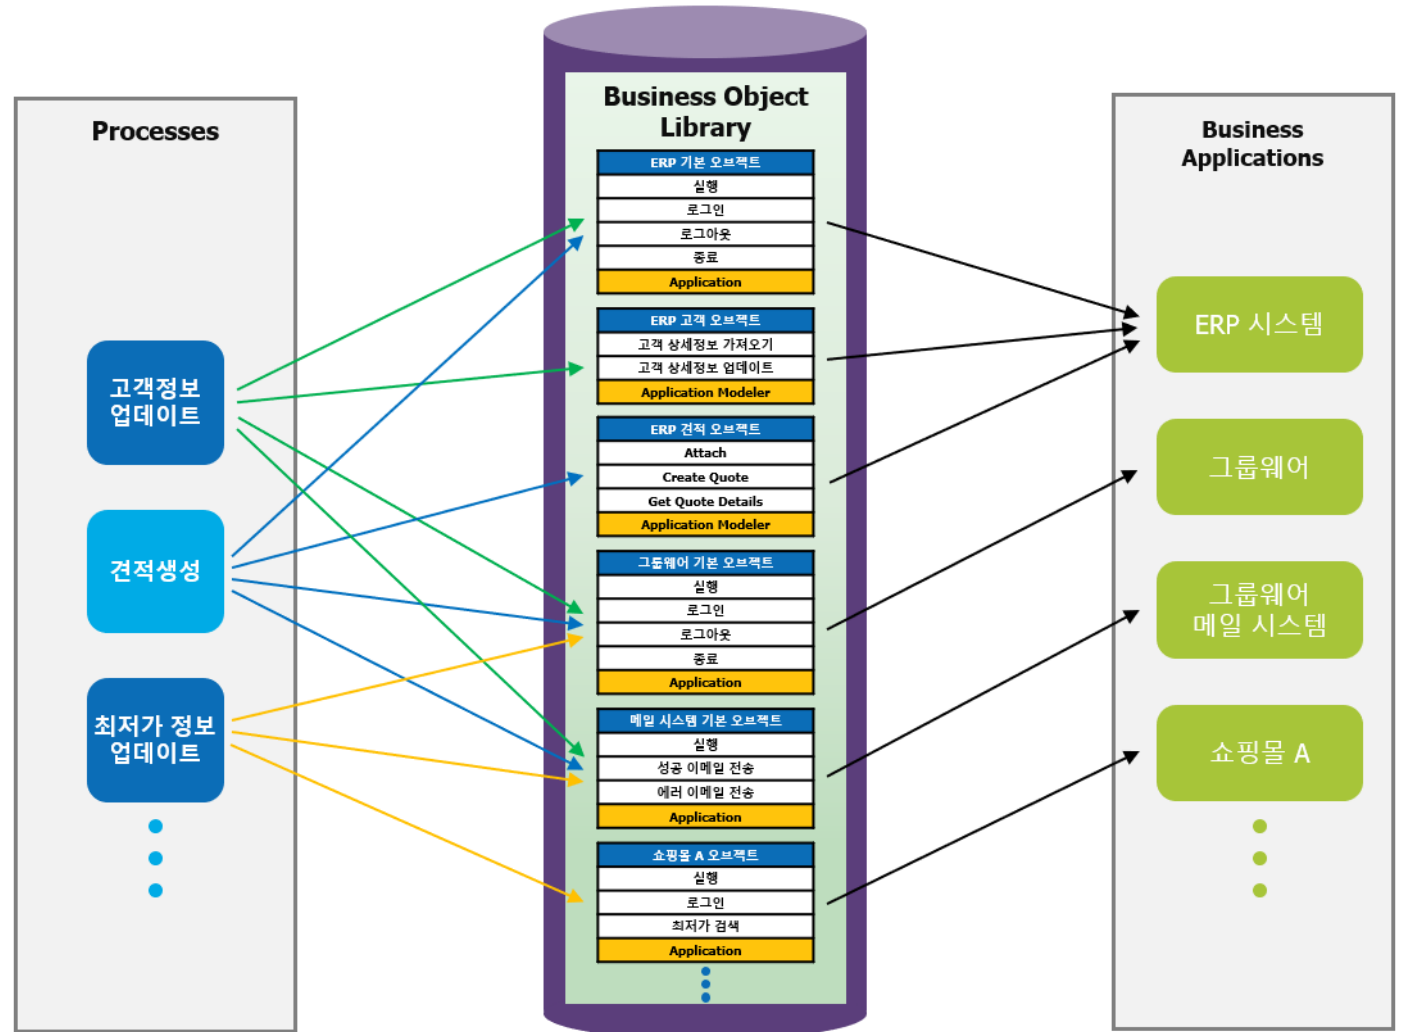 Processes
고객정보
업데이트
견적생성
최저가 정보
업데이트
Business Object
Library
ERP 기본 오브젝트
실행
로그인
로그아웃
종료
Application
ERP 고객 오브젝트
고객 상세정보 가져오기
고객 상세정보 업데이트
Application Modeler
ERP 견적 오브젝트
Attach
Create Quote
Get Quote Details
Application Modeler
그룹웨어 기본 오브젝트
실행
로그인
로그아웃
종료
Application
메일 시스템 기본 오브젝트
실행
성공 이메일 전송
에러 이메일 전송
Application
쇼핑몰 A 오브젝트
실행
로그인
최저가 검색
Application
Business
Applications
ERP 시스템
그룹웨어
그룹웨어
메일 시스템
쇼핑몰 A